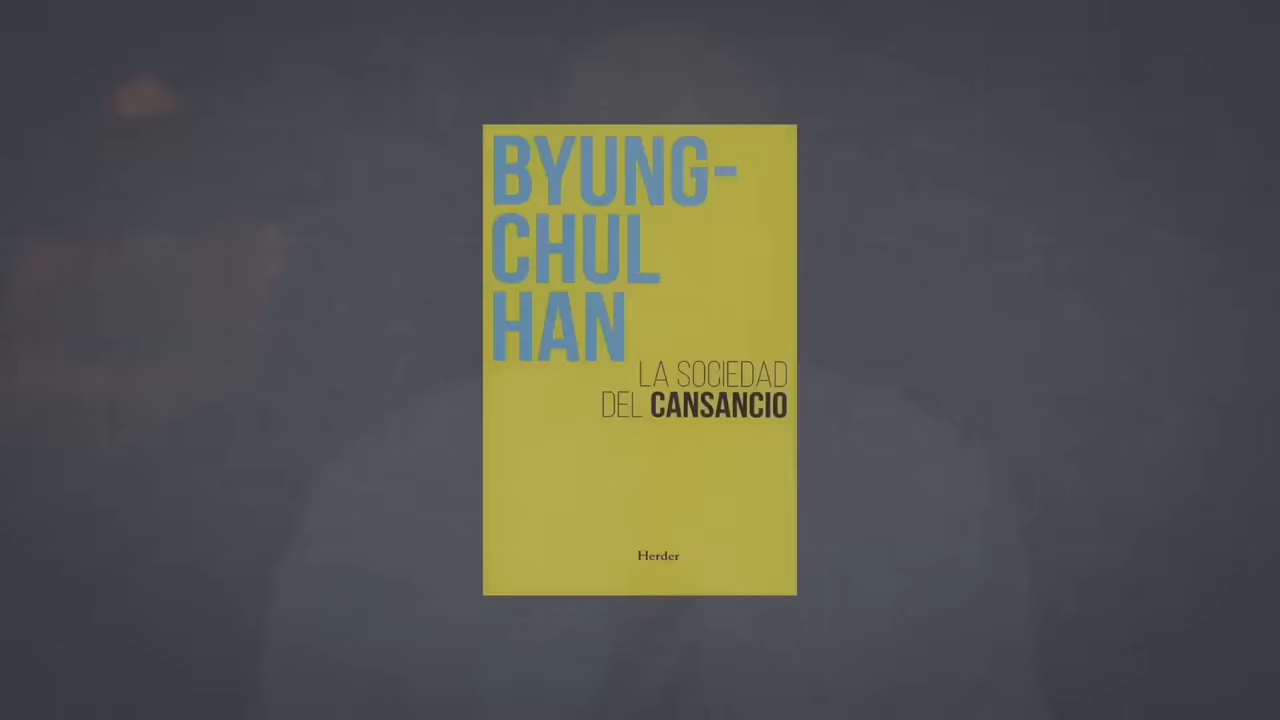 BYUNG-
CHUL
HAN
LA SOCIEDAD
DEL CANSANCIO
Herder